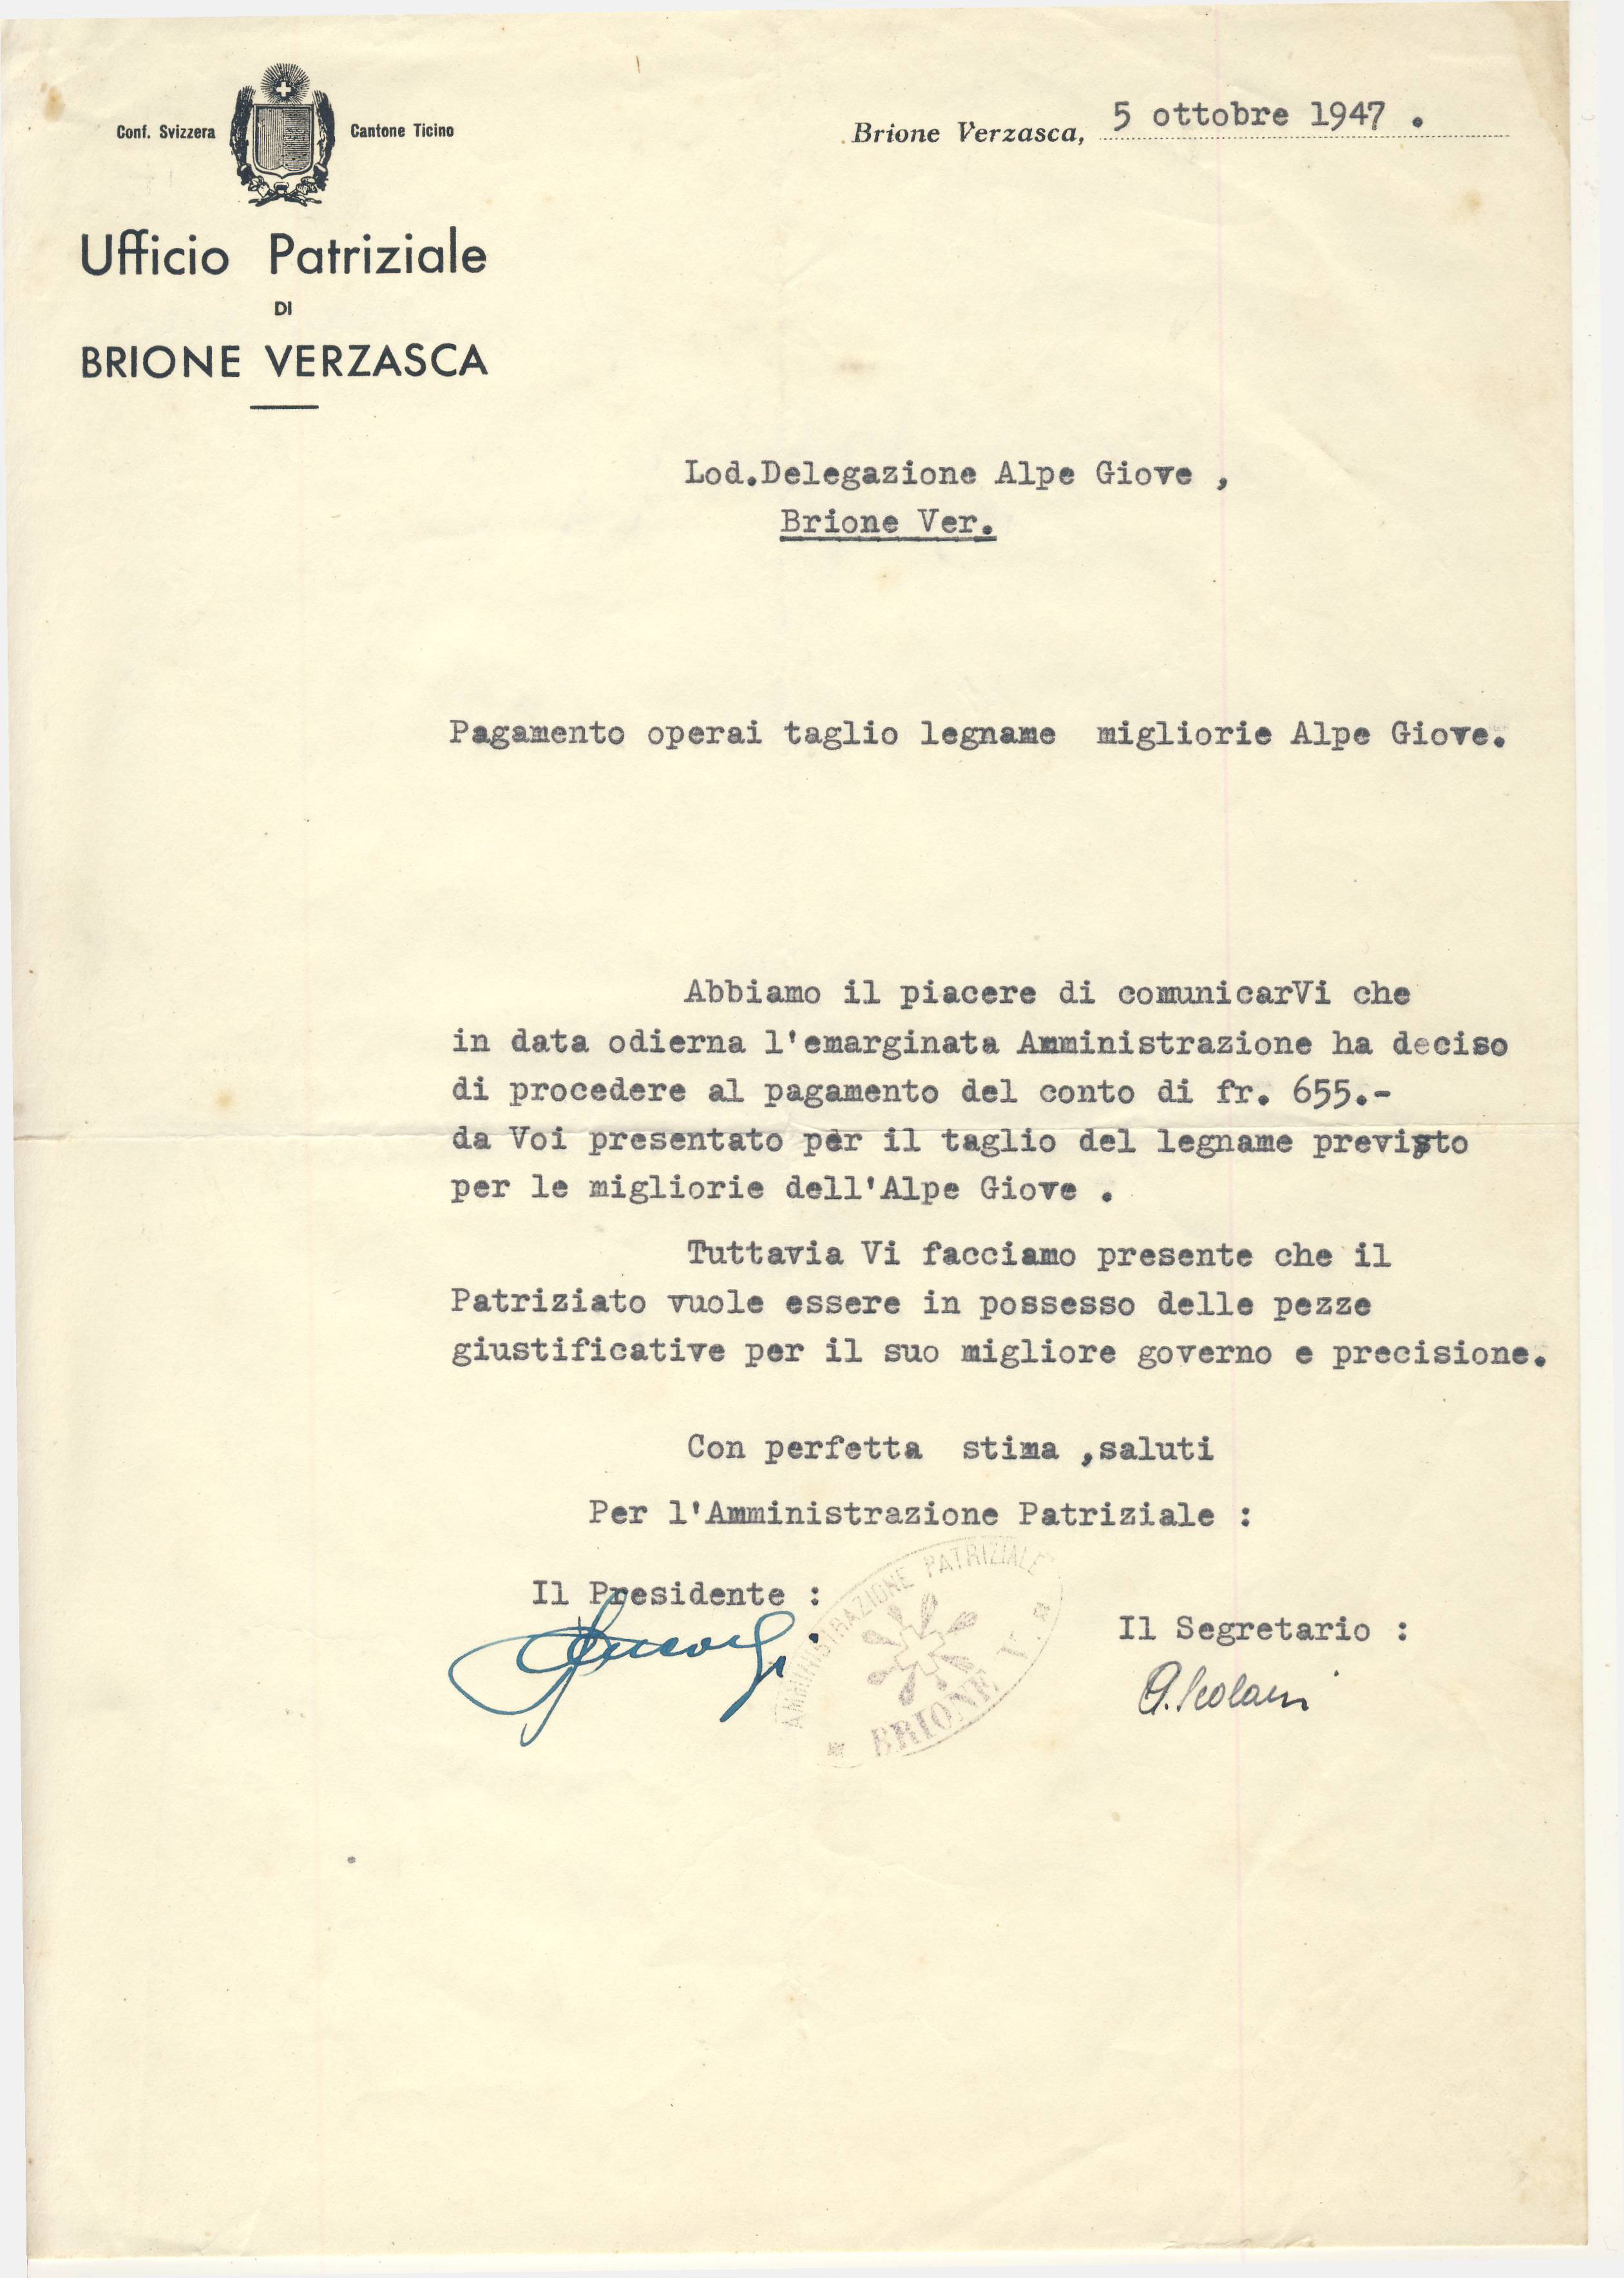 Conf. Svizzera Cantone Ticino
Brione Verzasca, 5 ottobre 1947 .
Ufficio Patriziale
DI
BRIONE VERZASCA
Lod.Delegazione Alpe Giove ,
Brione Ver.
Pagamento operai taglio legname migliorie Alpe Giove.
Abbiamo il piacere di comunicarVi che
in data odierna l'emarginata Amministrazione ha deciso
di procedere al pagamento del conto di fr. 655.-
da Voi presentato per il taglio del legname previsto
per le migliorie dell'Alpe Giove .
Tuttavia Vi facciamo presente che il
Patriziato vuole essere in possesso delle pezze
giustificative per il suo migliore governo e precisione.
Con perfetta stima ,saluti
Per l'Amministrazione Patriziale :
Il Presidente :
AMMINISTRAZIONE PATRIZIALE
BRIONE V.
Il Segretario :